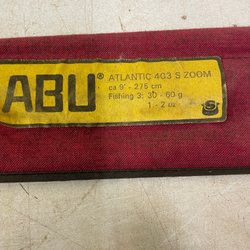 ABU®
ATLANTIC 403 S ZOOM
ca 9' - 275 cm
Fishing 3: 30 - 60 g
1 - 2 oz
S